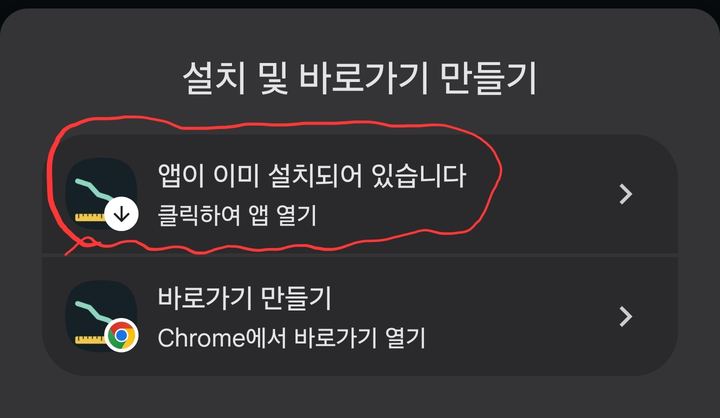 설치 및 바로가기 만들기
앱이 이미 설치되어 있습니다
클릭하여 앱 열기
바로가기 만들기
Chrome에서 바로가기 열기